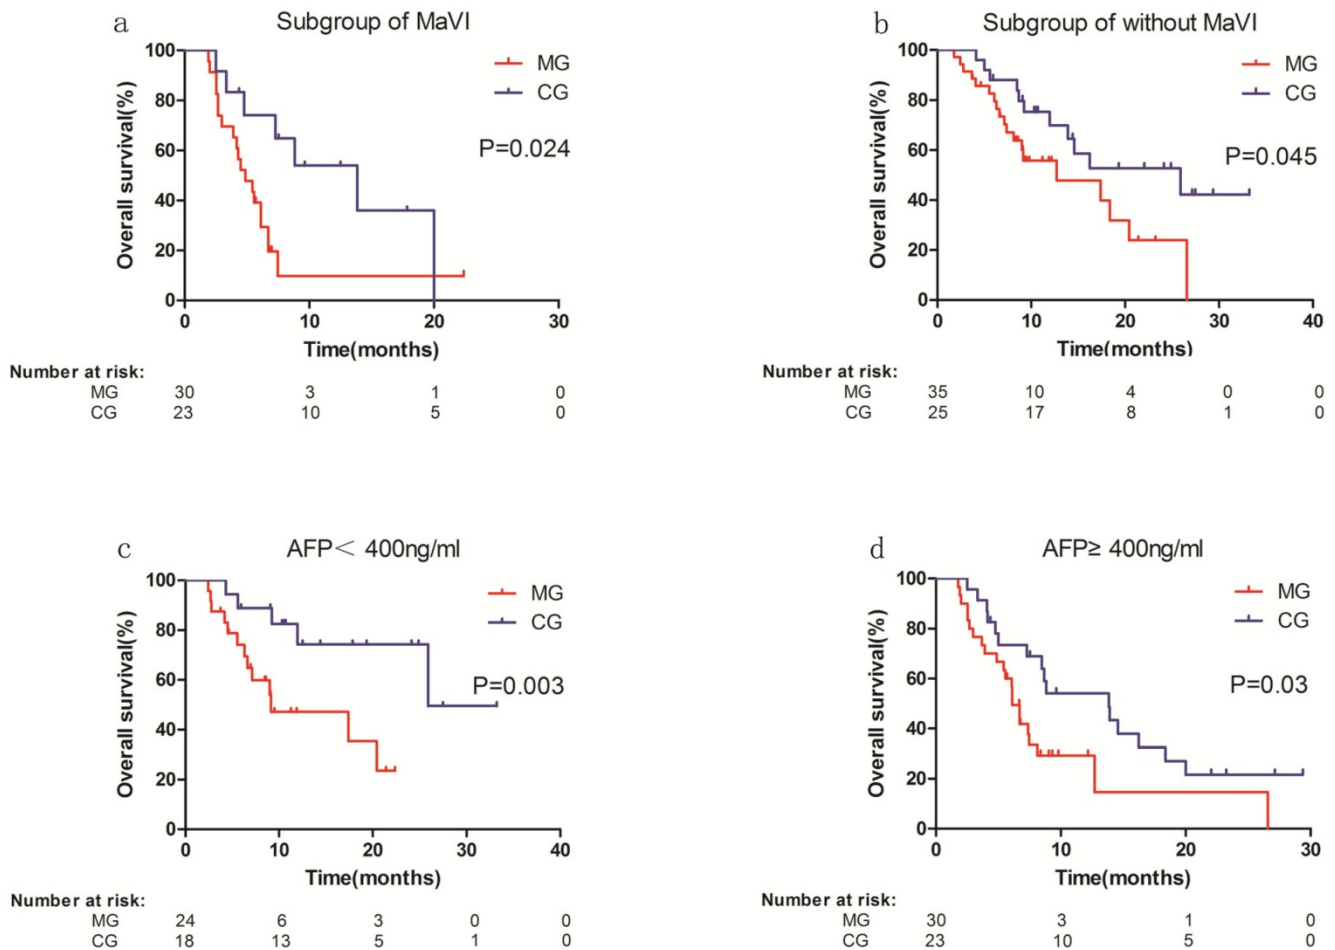 a
Subgroup of MaVI
Overall survival(%)
100
80
60
40
20
0
MG
CG
P=0.024
0 10 20 30
Time(months)
Number at risk:
MG 30 3 1 0
CG 23 10 5 0
b
Subgroup of without MaVI
Overall survival(%)
100
80
60
40
20
0
MG
CG
P=0.045
0 10 20 30 40
Time(months)
Number at risk:
MG 35 10 4 0 0
CG 25 17 8 1 0
c
AFP< 400ng/ml
Overall survival(%)
100
80
60
40
20
0
MG
CG
P=0.003
0 10 20 30 40
Time(months)
Number at risk:
MG 24 6 3 0 0
CG 18 13 5 1 0
d
AFP≥ 400ng/ml
Overall survival(%)
100
80
60
40
20
0
MG
CG
P=0.03
0 10 20 30
Time(months)
Number at risk:
MG 30 3 1 0
CG 23 10 5 0